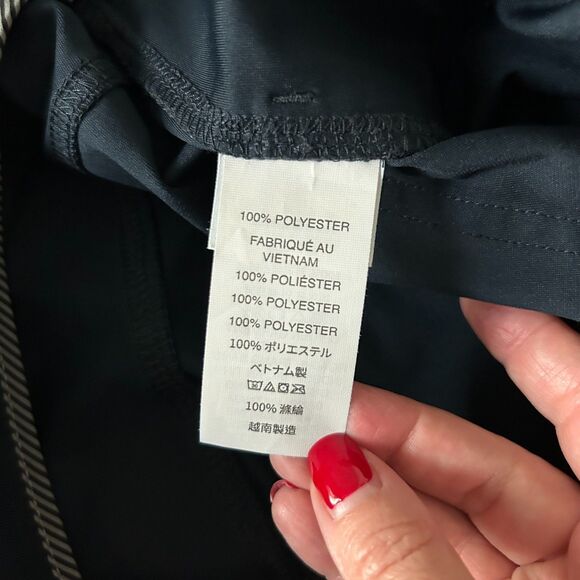 100% POLYESTER
FABRIQUÉ AU
VIETNAM
100% POLIÉSTER
100% POLYESTER
100% POLYESTER
100% ポリエステル
ベトナム製
100% 滌綸
越南製造